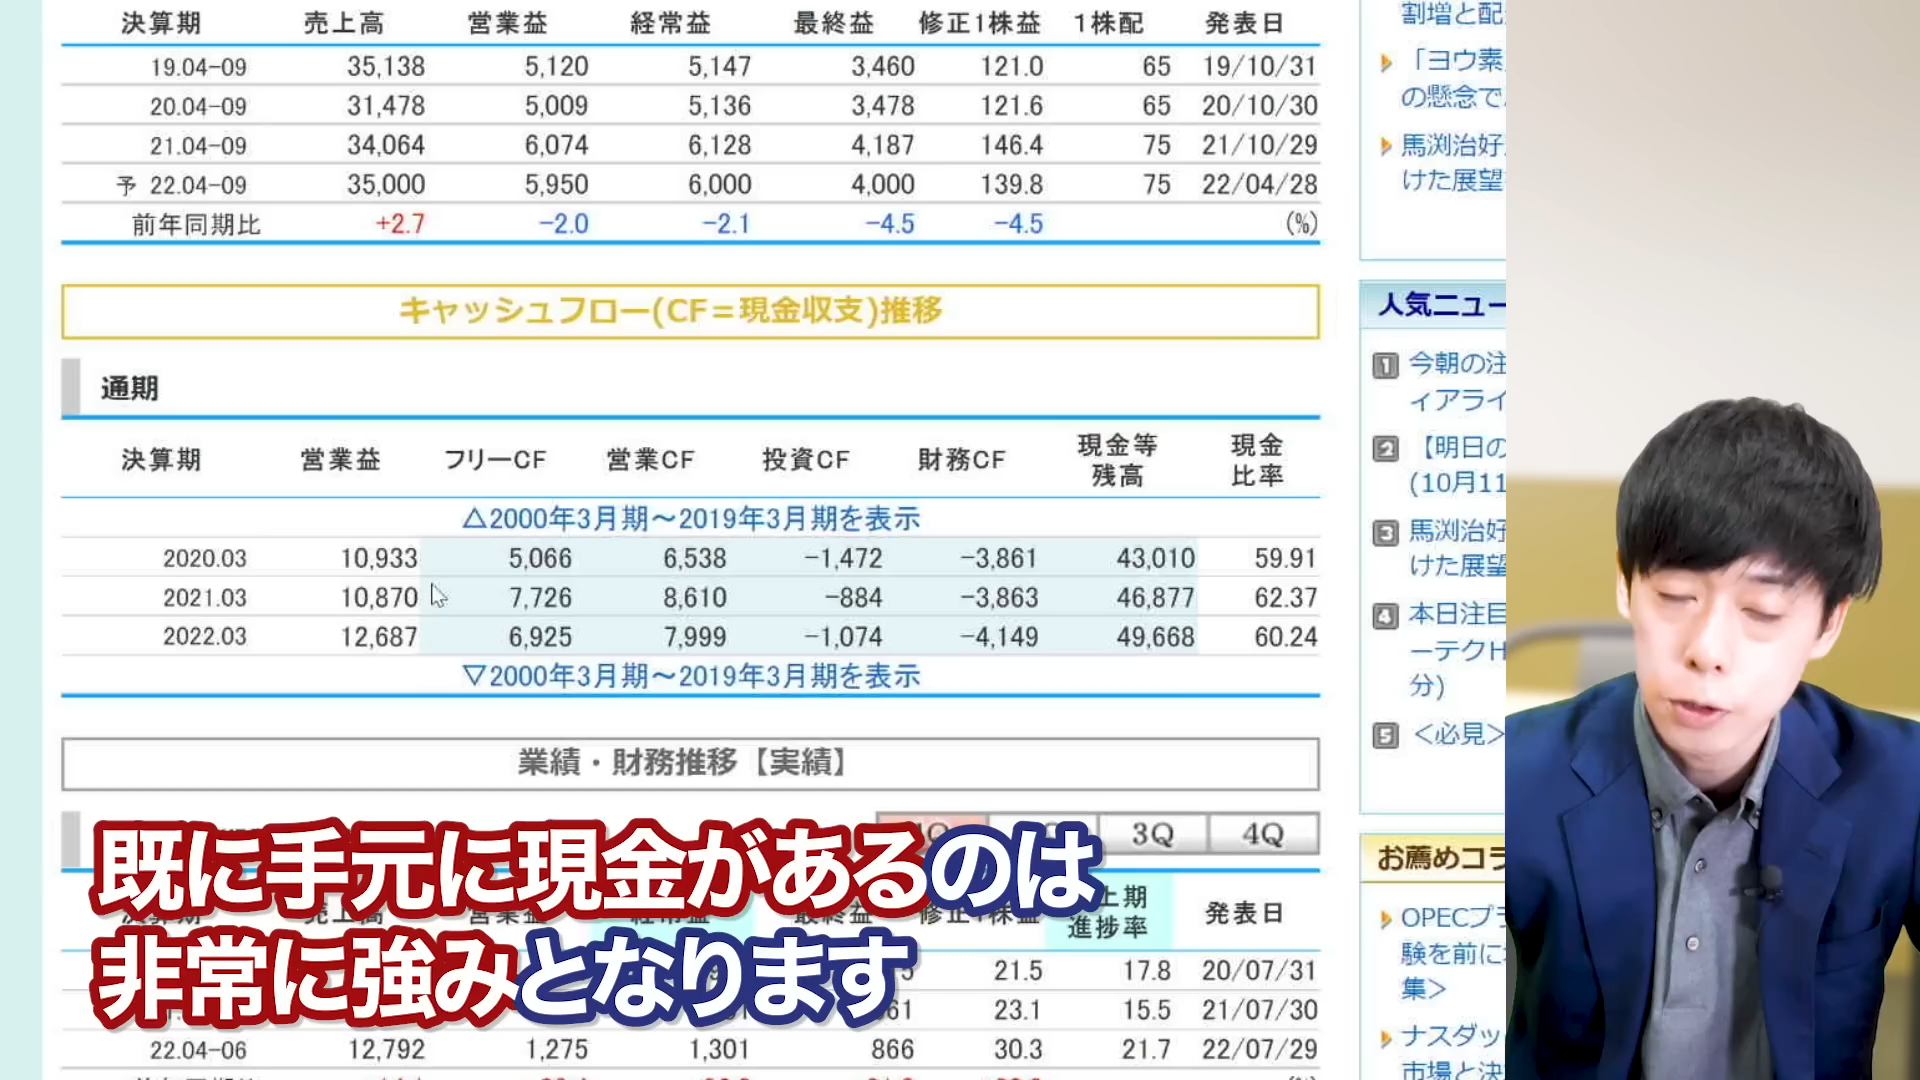 決算期 売上高 営業益 経常益 最終益 修正1株益 1株配 発表日
19.04-09 35,138 5,120 5,147 3,460 121.0 65 19/10/31
20.04-09 31,478 5,009 5,136 3,478 121.6 65 20/10/30
21.04-09 34,064 6,074 6,128 4,187 146.4 75 21/10/29
予 22.04-09 35,000 5,950 6,000 4,000 139.8 75 22/04/28
前年同期比 +2.7 -2.0 -2.1 -4.5 -4.5 (%)
キャッシュフロー(CF=現金収支)推移
通期
決算期 営業益 フリーCF 営業CF 投資CF 財務CF 現金等残高 現金比率
△2000年3月期~2019年3月期を表示
2020.03 10,933 5,066 6,538 -1,472 -3,861 43,010 59.91
2021.03 10,870 7,726 8,610 -884 -3,863 46,877 62.37
2022.03 12,687 6,925 7,999 -1,074 -4,149 49,668 60.24
▽2000年3月期~2019年3月期を表示
業績・財務推移【実績】
3Q 4Q
既に手元に現金があるのは
非常に強みとなります
上期
進捗率 発表日
21.5 17.8 20/07/31
23.1 15.5 21/07/30
22.04-06 12,792 1,275 1,301 866 30.3 21.7 22/07/29
割増と配
「ヨウ素
の懸念で
馬渕治好
けた展望
人気ニュー
1 今朝の注
ィアライ
2 【明日の
(10月11
3 馬渕治好
けた展望
4 本日注目
ーテクH
分)
5 <必見>
お薦めコラ
OPECプラ
験を前に
集>
ナスダッ
市場と決